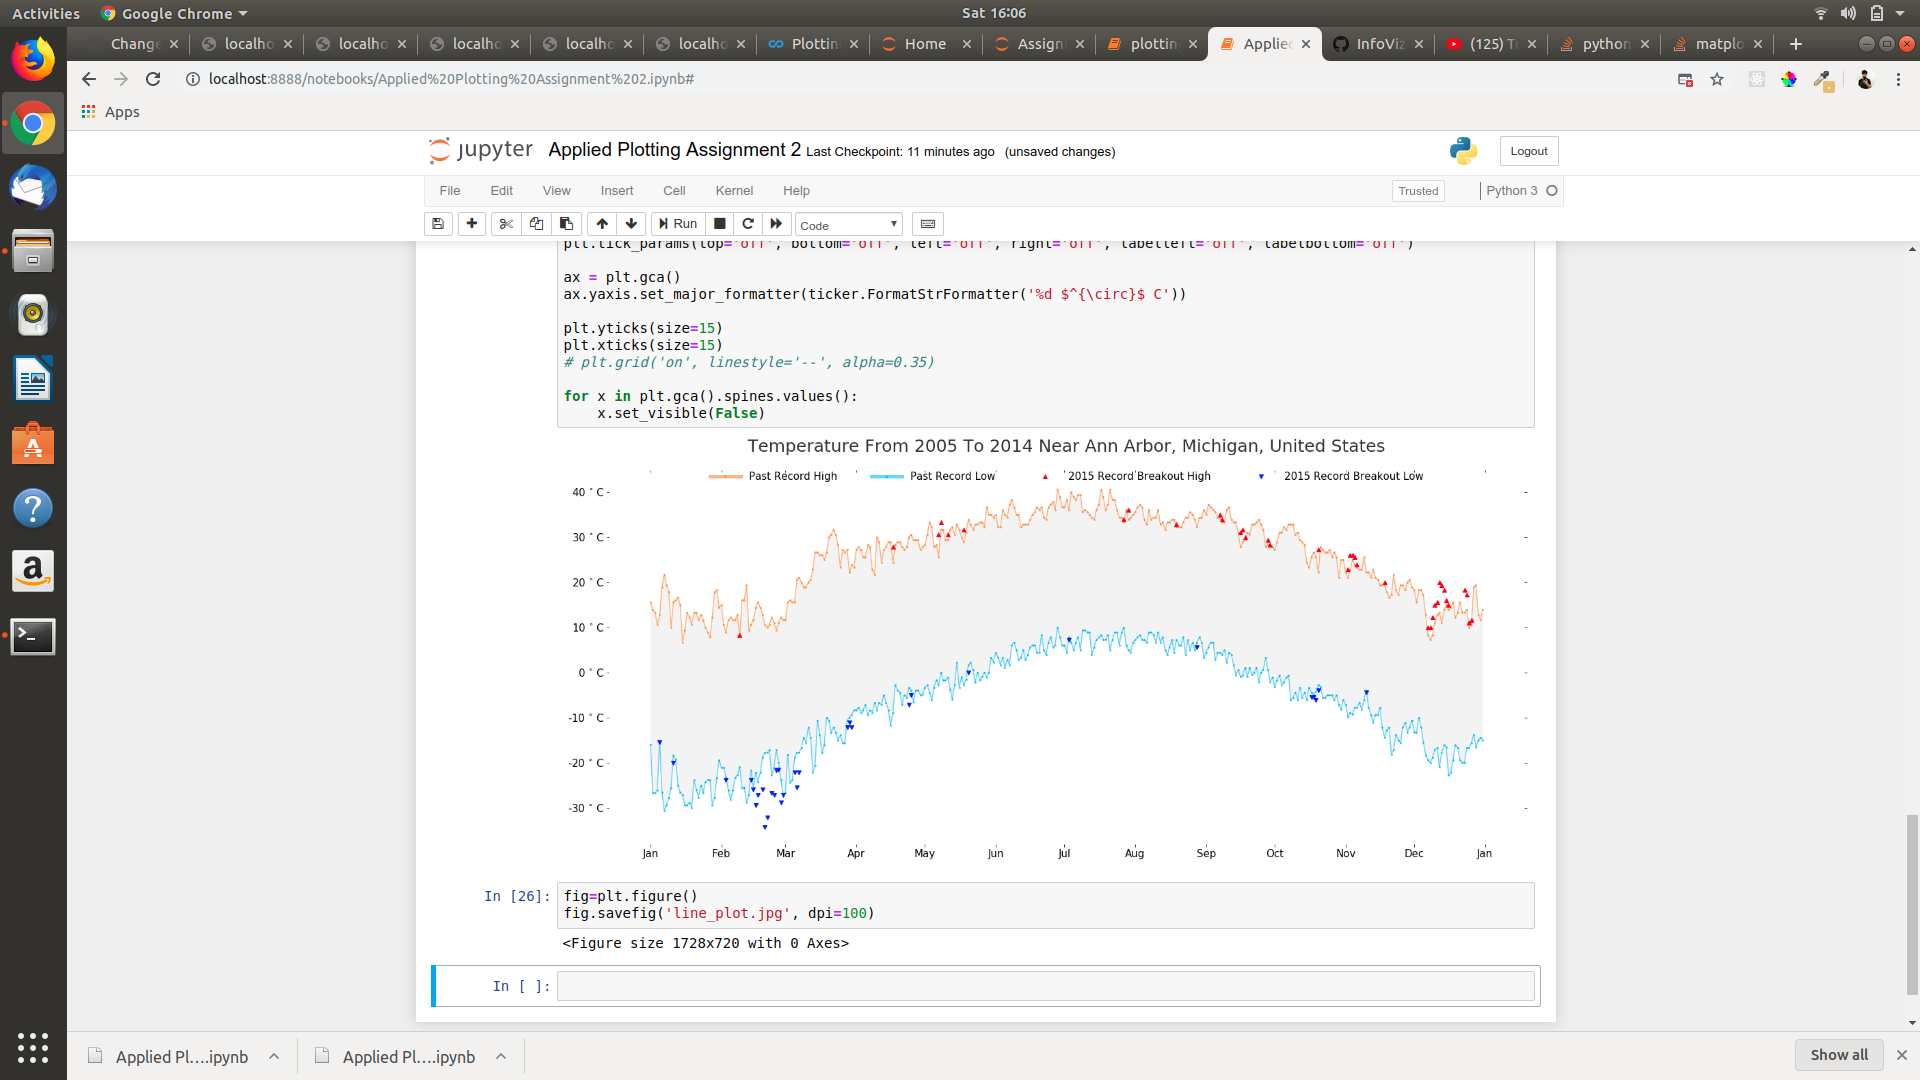 Activities Google Chrome Sat 16:06
Change localho localho localho localho localho Plottin Home Assign plottin Applied InfoViz (125) T python matplo
localhost:8888/notebooks/Applied%20Plotting%20Assignment%202.ipynb#
Apps
jupyter Applied Plotting Assignment 2 Last Checkpoint: 11 minutes ago (unsaved changes) Logout
File Edit View Insert Cell Kernel Help Trusted Python 3
Run Code
plt.tick_params(top='off', bottom='off', left='off', right='off', labelleft='off', labelbottom='off')
ax = plt.gca()
ax.yaxis.set_major_formatter(ticker.FormatStrFormatter('%d $^{\circ}$ C'))
plt.yticks(size=15)
plt.xticks(size=15)
# plt.grid('on', linestyle='--', alpha=0.35)
for x in plt.gca().spines.values():
x.set_visible(False)
Temperature From 2005 To 2014 Near Ann Arbor, Michigan, United States
Past Record High Past Record Low 2015 Record Breakout High 2015 Record Breakout Low
40 ° C
30 ° C
20 ° C
10 ° C
0 ° C
-10 ° C
-20 ° C
-30 ° C
Jan Feb Mar Apr May Jun Jul Aug Sep Oct Nov Dec Jan
In [26]: fig=plt.figure()
fig.savefig('line_plot.jpg', dpi=100)
<Figure size 1728x720 with 0 Axes>
In [ ]:
Applied Pl....ipynb Applied Pl....ipynb Show all